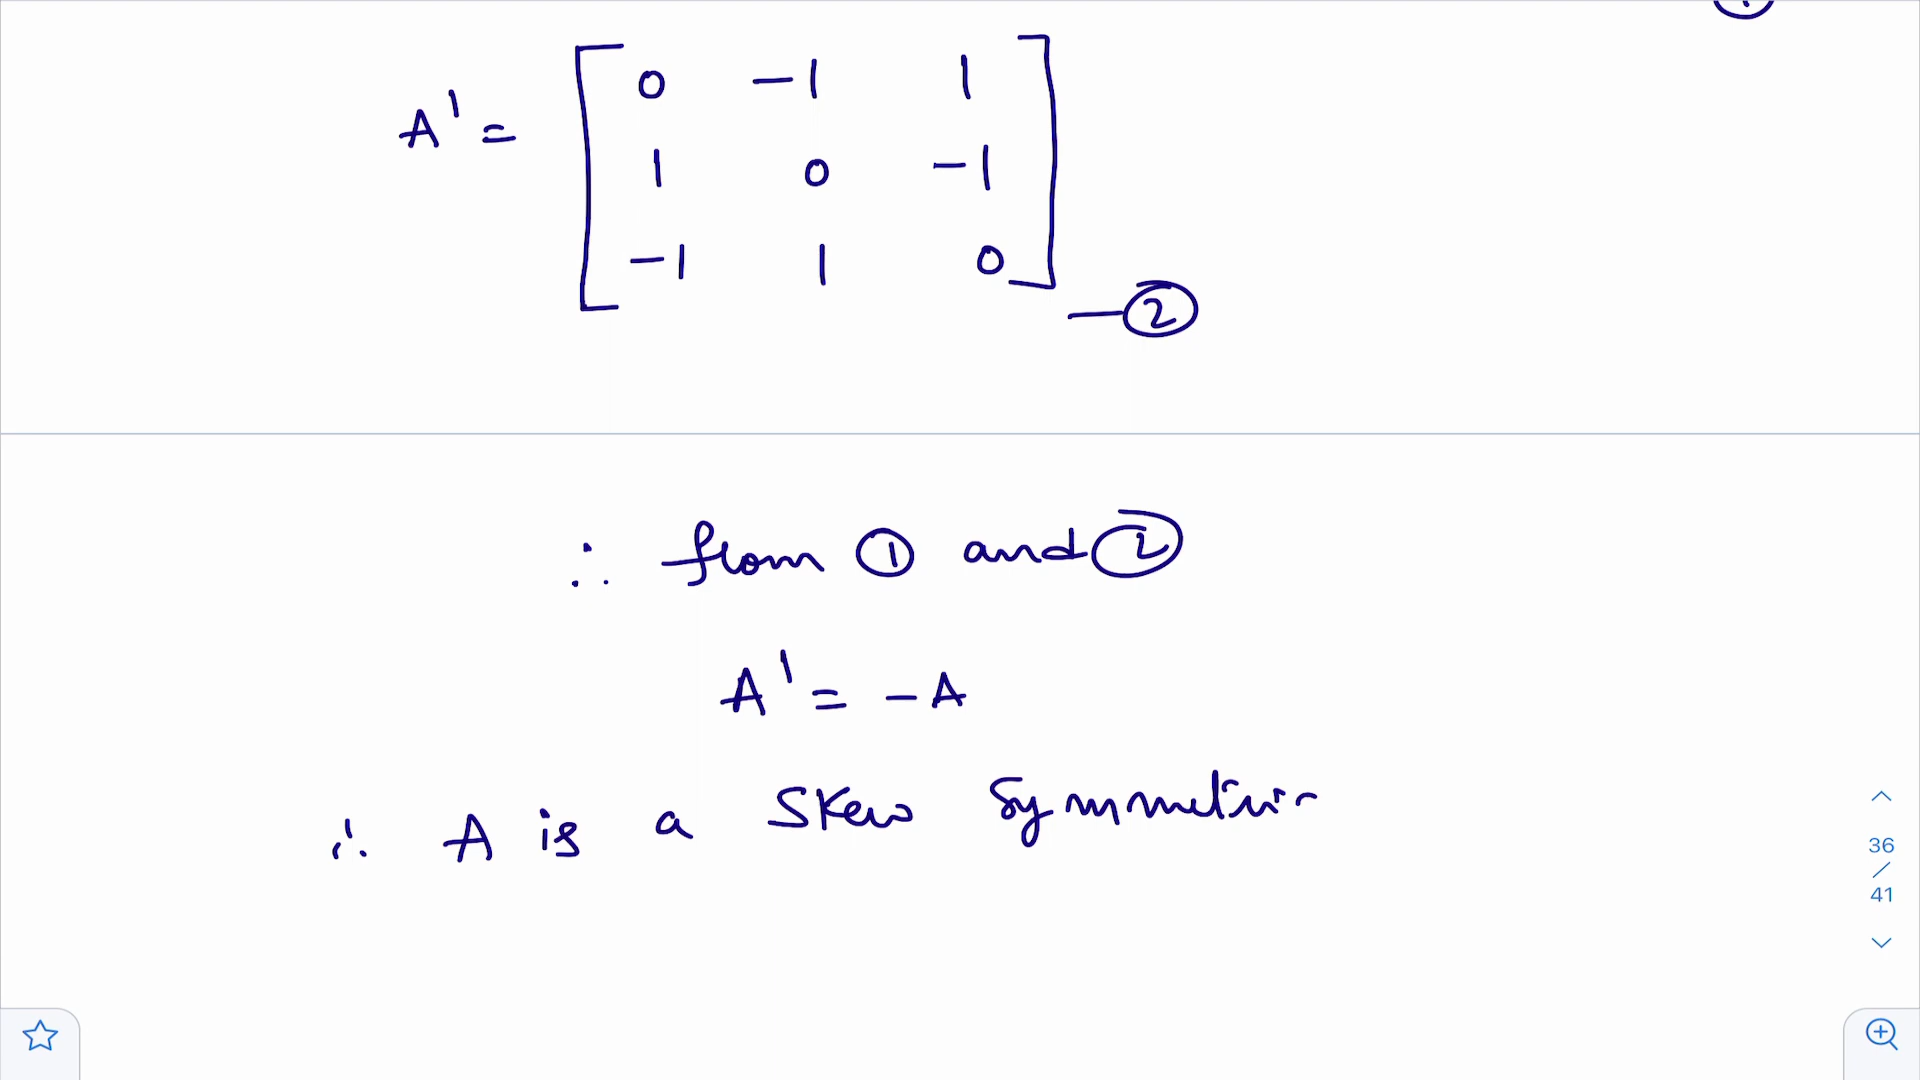 A' = [ 0 -1 1
1 0 -1
-1 1 0 ]
— ②
∴ from ① and ②
A' = -A
∴ A is a Skew Symmetric
36
/
41